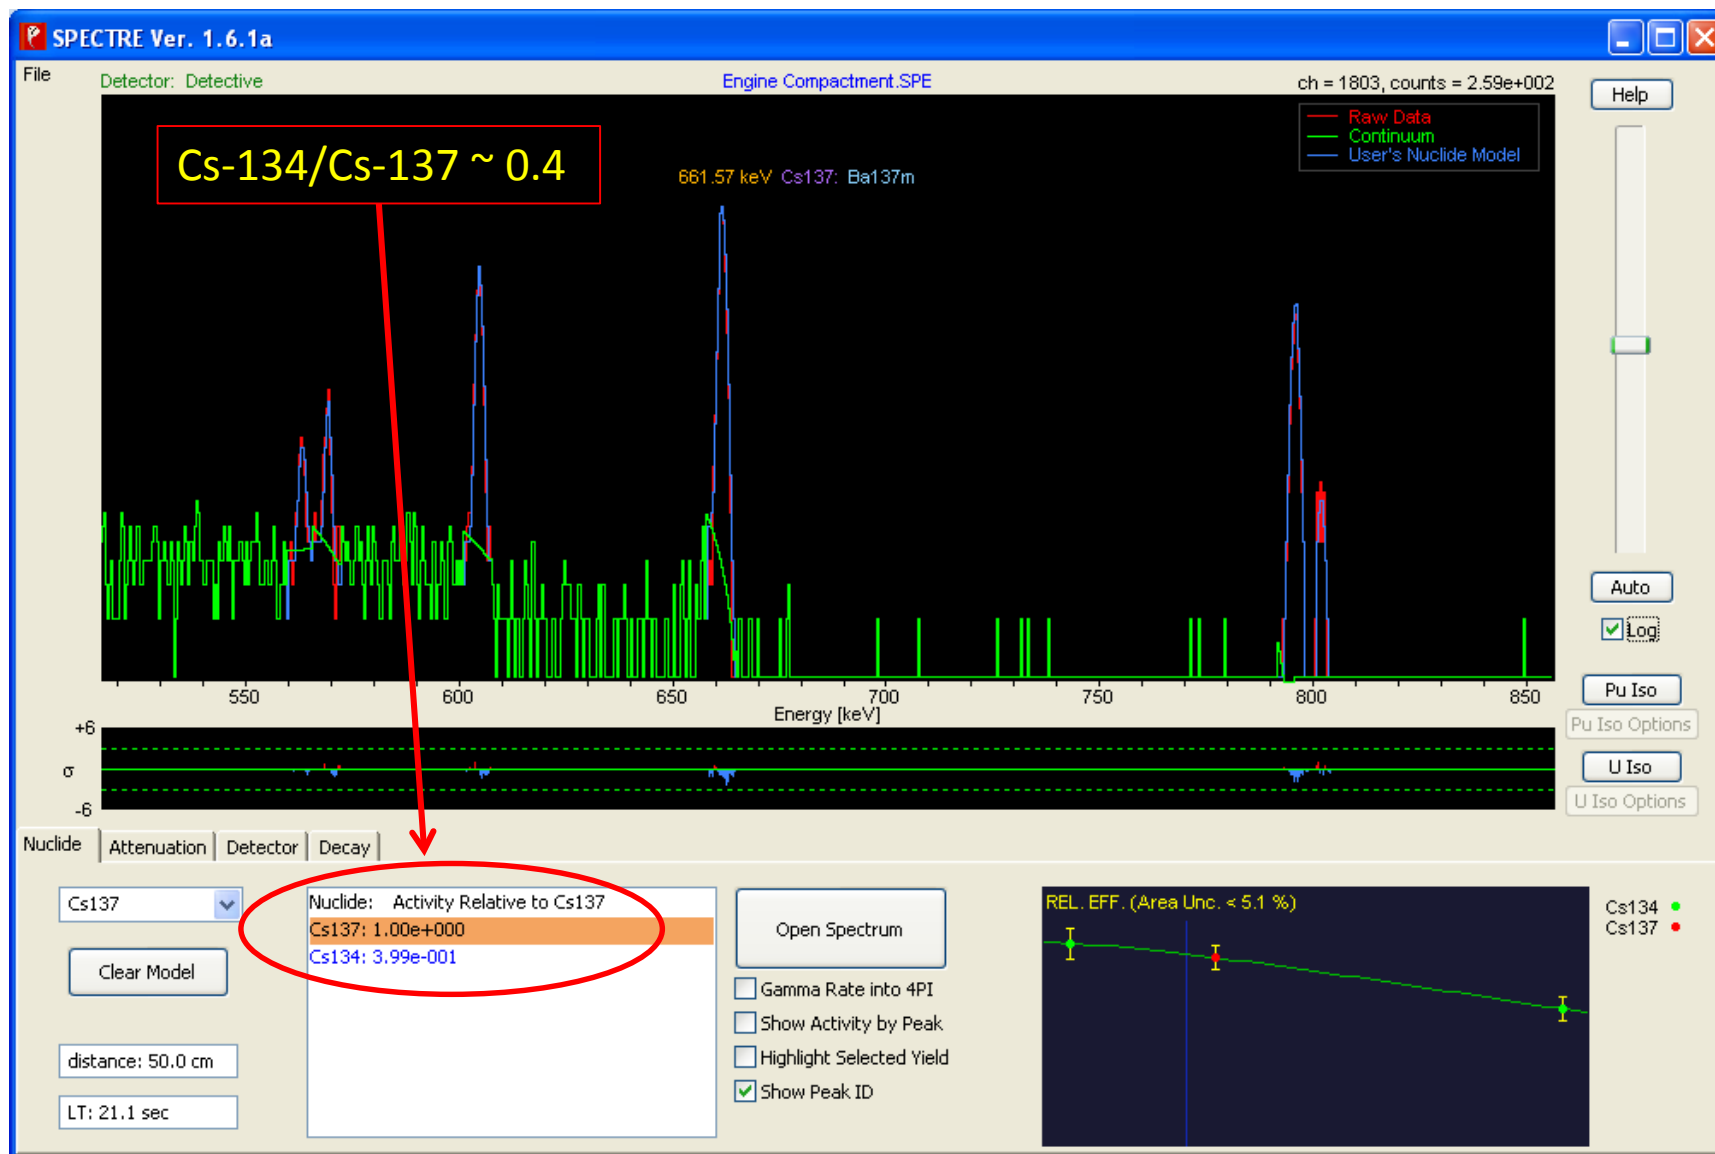 SPECTRE Ver. 1.6.1a
File
Detector: Detective
Engine Compactment.SPE
ch = 1803, counts = 2.59e+002
Help
Raw Data
Continuum
User's Nuclide Model
Cs-134/Cs-137 ~ 0.4
661.57 keV Cs137: Ba137m
Auto
Log
550 600 650 700 750 800 850
Energy [keV]
Pu Iso
Pu Iso Options
+6
σ
-6
U Iso
U Iso Options
Nuclide Attenuation Detector Decay
Cs137
Clear Model
distance: 50.0 cm
LT: 21.1 sec
Nuclide: Activity Relative to Cs137
Cs137: 1.00e+000
Cs134: 3.99e-001
Open Spectrum
Gamma Rate into 4PI
Show Activity by Peak
Highlight Selected Yield
Show Peak ID
REL. EFF. (Area Unc. < 5.1 %)
Cs134
Cs137